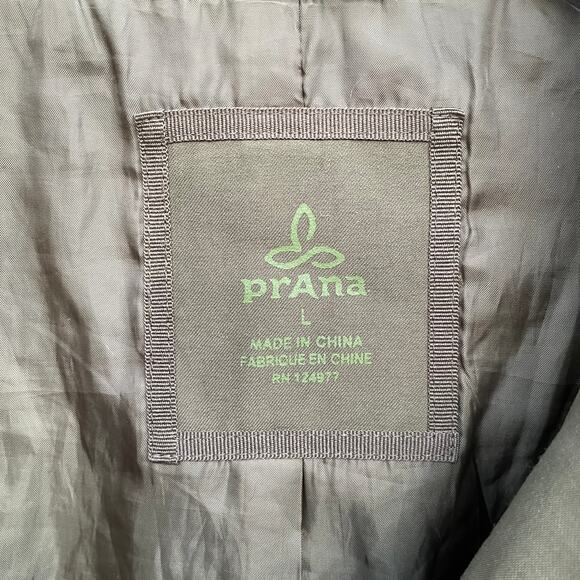 prAna
L
MADE IN CHINA
FABRIQUE EN CHINE
RN 124977